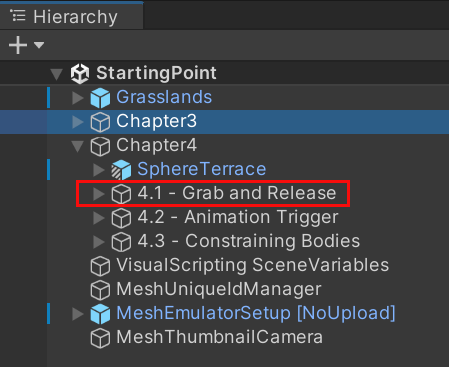 Hierarchy
StartingPoint
Grasslands
Chapter3
Chapter4
SphereTerrace
4.1 - Grab and Release
4.2 - Animation Trigger
4.3 - Constraining Bodies
VisualScripting SceneVariables
MeshUniqueIdManager
MeshEmulatorSetup [NoUpload]
MeshThumbnailCamera